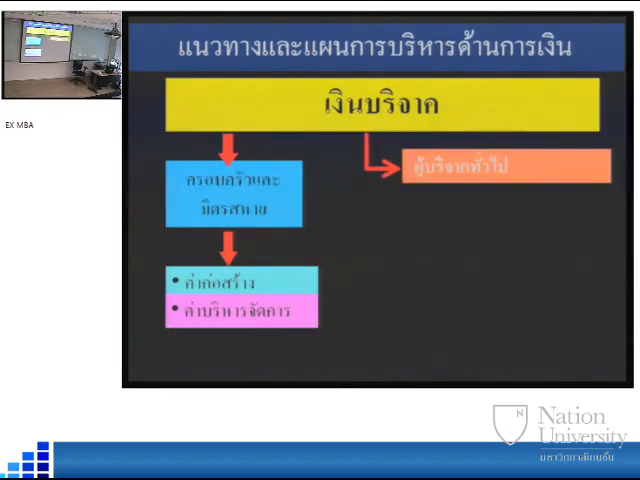 แนวทางและแผนการบริหารด้านการเงิน
เงินบริจาค
ครอบครัวและ
มิตรสหาย
ผู้บริจาคทั่วไป
• ค่าก่อสร้าง
• ค่าบริหารจัดการ
EX MBA
N
Nation
University
มหาวิทยาลัยเนชั่น